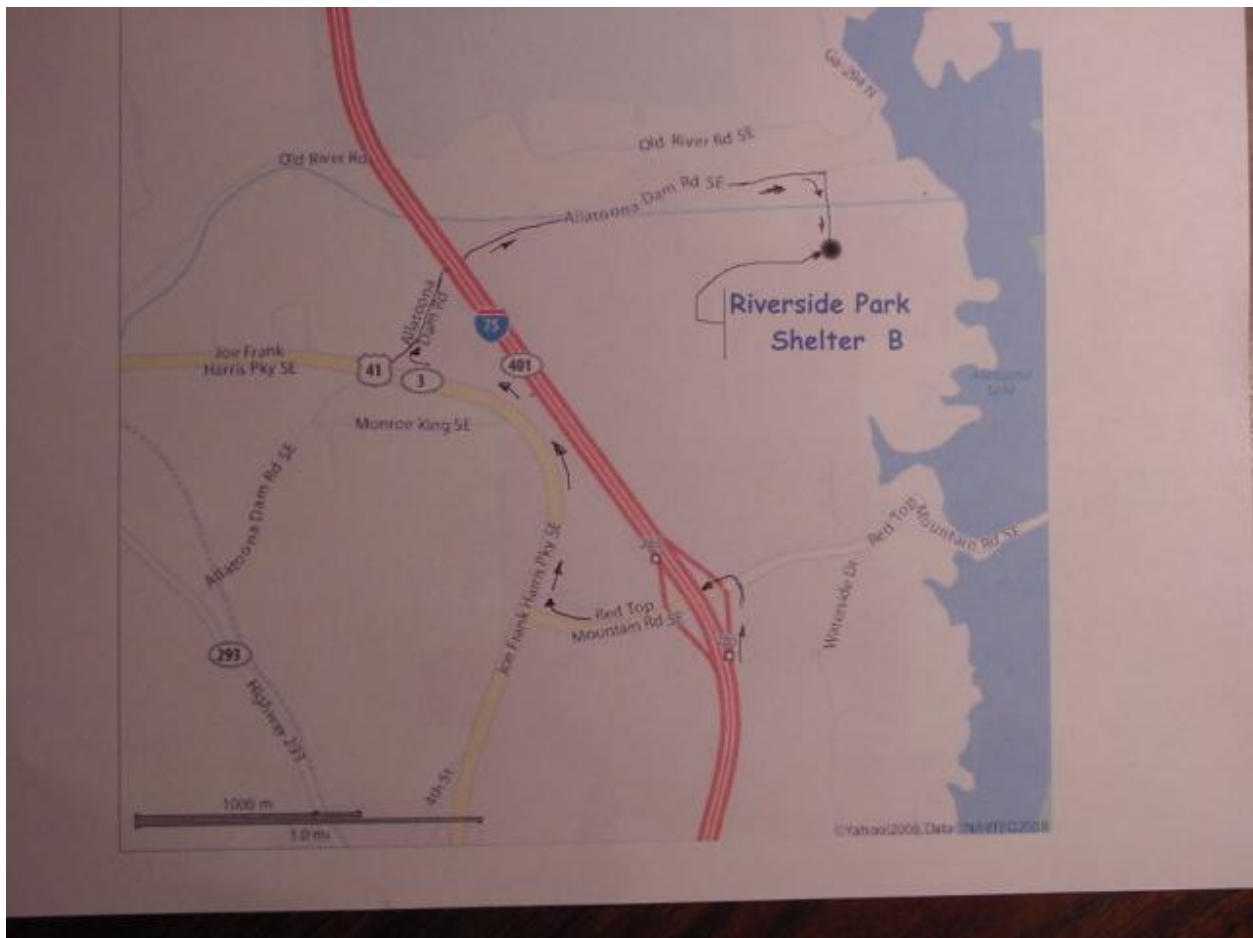 Ga-294 N
Old River Rd SE
Old River Rd
Allatoona Dam Rd SE
Allatoona
Dam Rd
75
Riverside Park
Shelter B
Joe Frank
Harris Pky SE
41
3
401
Monroe King SE
Allatoona Dam Rd SE
Red Top
Mountain Rd SE
Joe Frank Harris Pky SE
Red Top
Mountain Rd SE
Waterside Dr
293
Highway 293
4th St
1000 m
1.0 mi